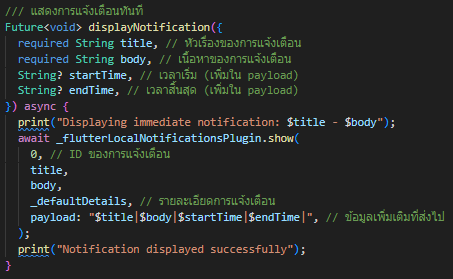 /// แสดงการแจ้งเตือนทันที
Future<void> displayNotification({
  required String title, // หัวเรื่องของการแจ้งเตือน
  required String body, // เนื้อหาของการแจ้งเตือน
  String? startTime, // เวลาเริ่ม (เพิ่มใน payload)
  String? endTime, // เวลาสิ้นสุด (เพิ่มใน payload)
}) async {
  print("Displaying immediate notification: $title - $body");
  await _flutterLocalNotificationsPlugin.show(
    0, // ID ของการแจ้งเตือน
    title,
    body,
    _defaultDetails, // รายละเอียดการแจ้งเตือน
    payload: "$title|$body|$startTime|$endTime|", // ข้อมูลเพิ่มเติมที่ส่งไป
  );
  print("Notification displayed successfully");
}